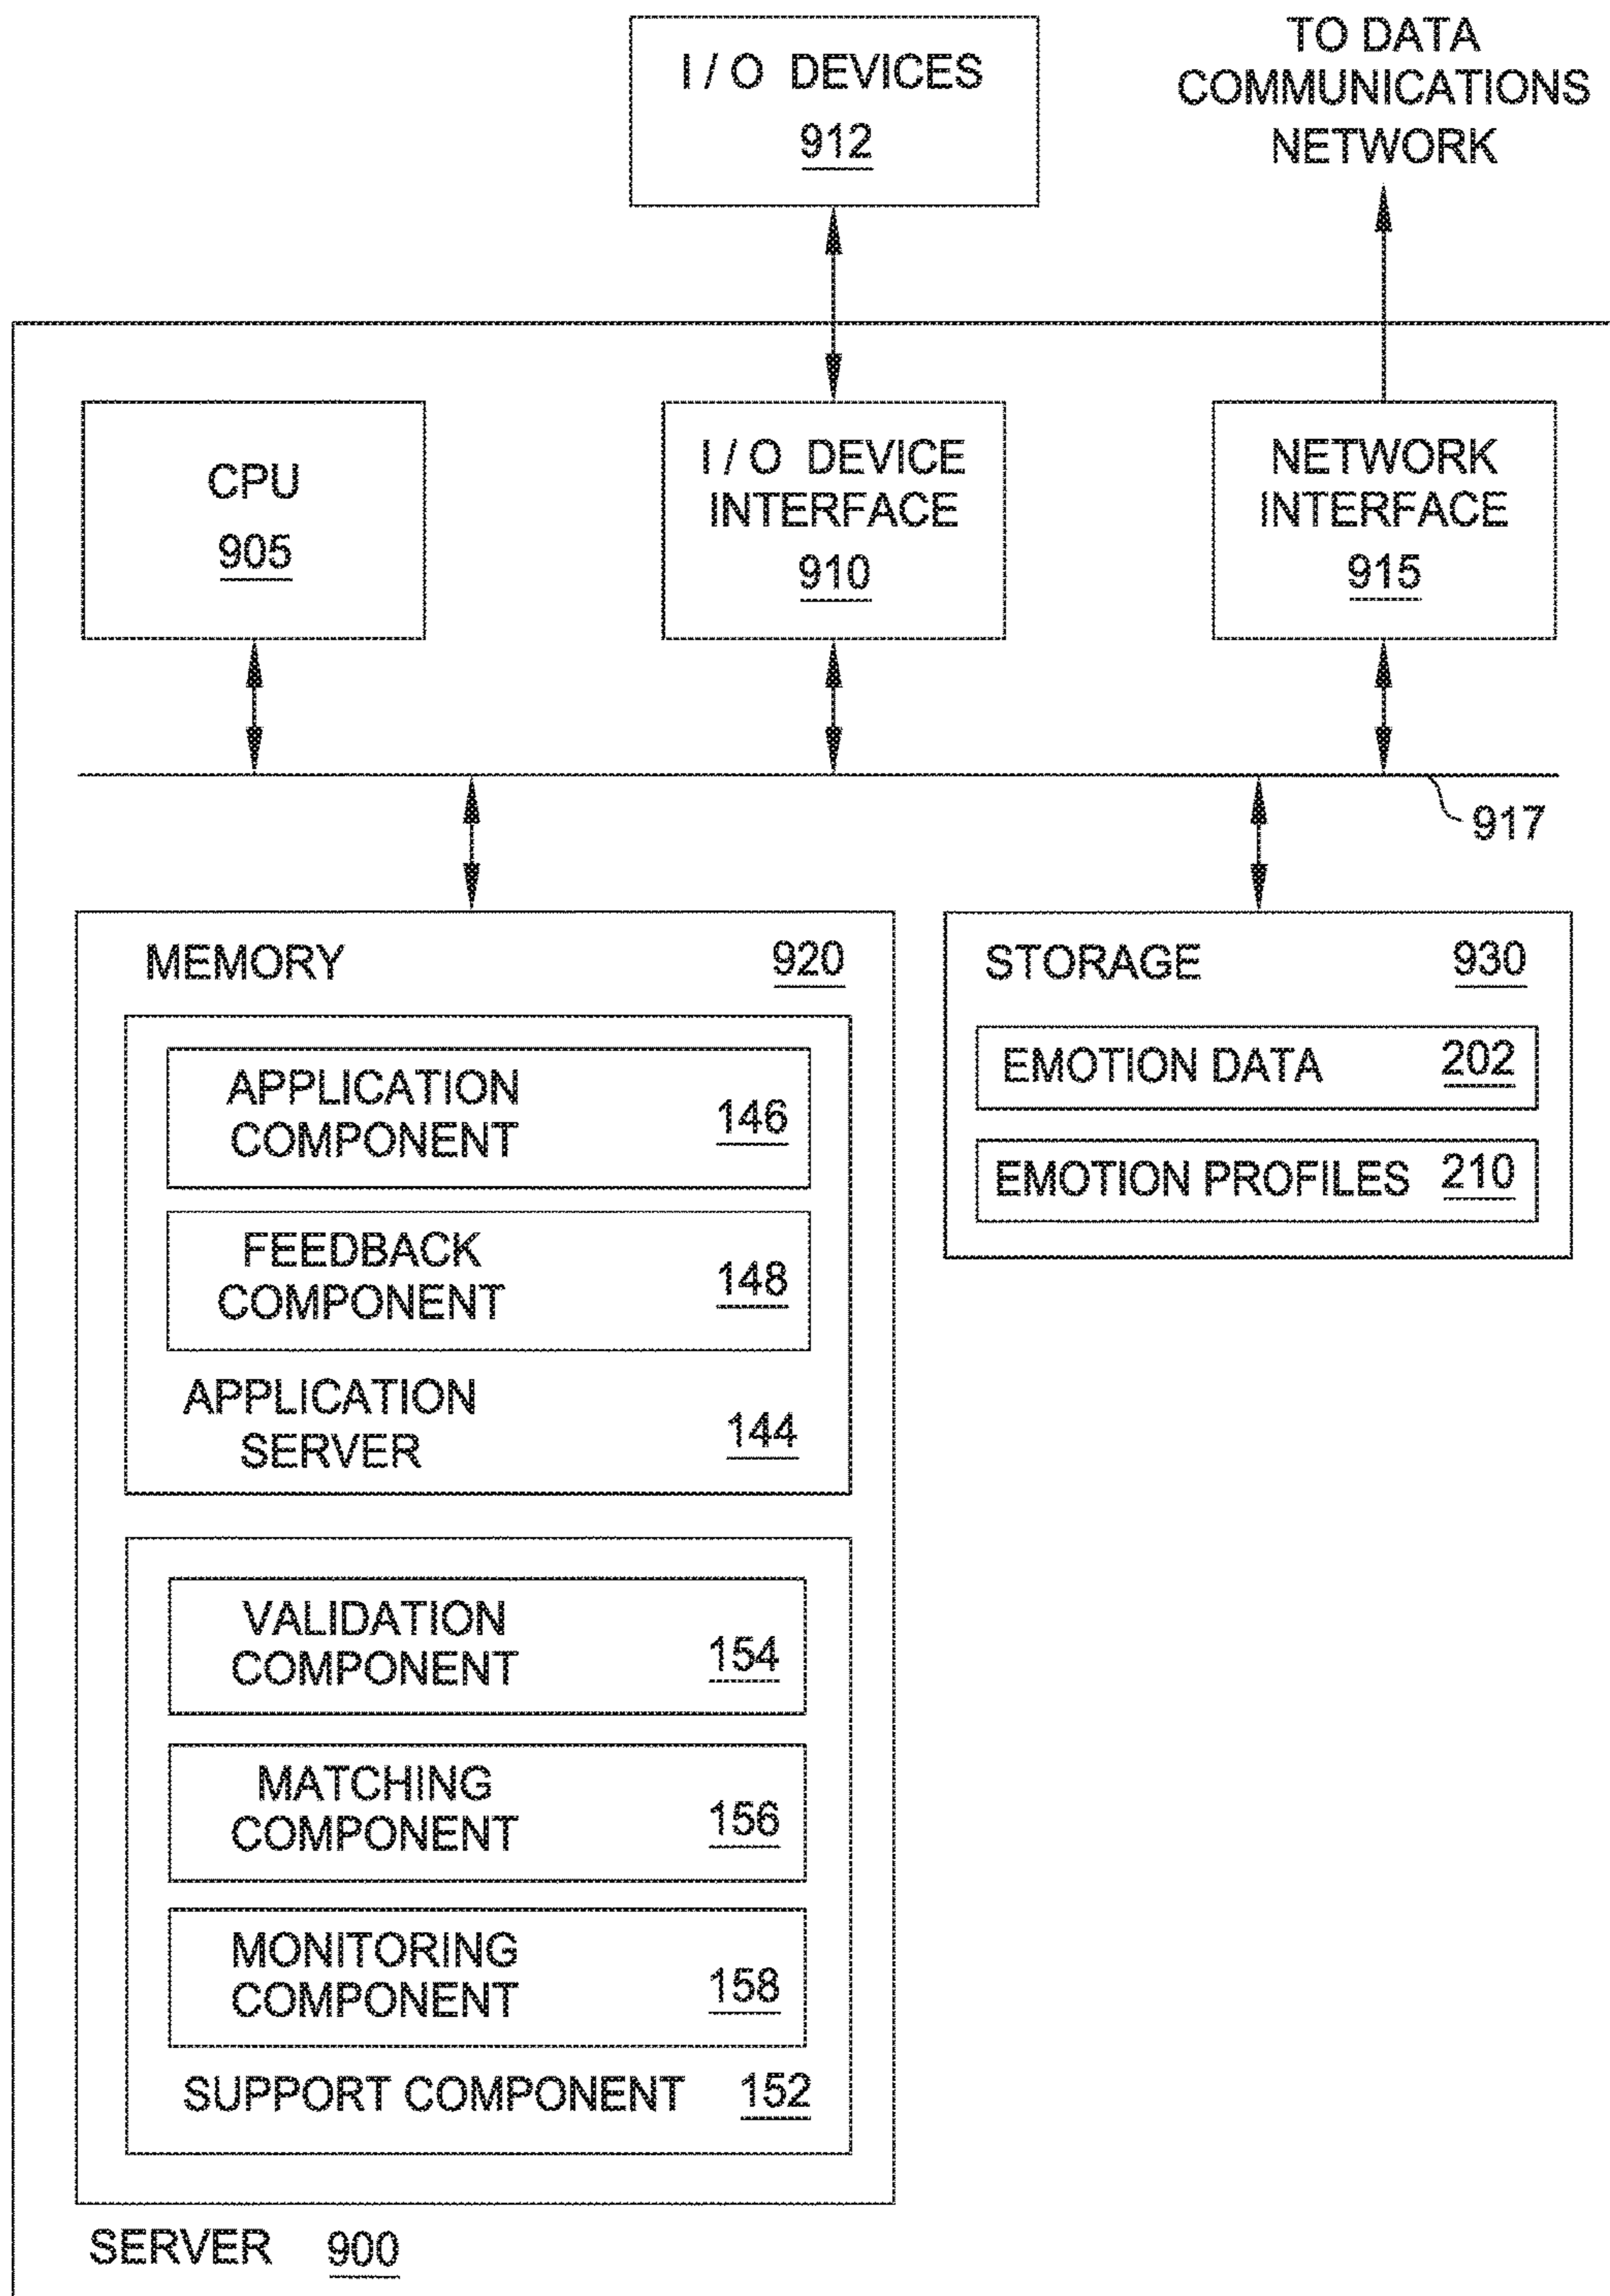 I / O DEVICES
912
TO DATA
COMMUNICATIONS
NETWORK
CPU
905
I / O DEVICE
INTERFACE
910
NETWORK
INTERFACE
915
917
MEMORY 920
APPLICATION
COMPONENT 146
FEEDBACK
COMPONENT 148
APPLICATION
SERVER 144
VALIDATION
COMPONENT 154
MATCHING
COMPONENT 156
MONITORING
COMPONENT 158
SUPPORT COMPONENT 152
STORAGE 930
EMOTION DATA 202
EMOTION PROFILES 210
SERVER 900